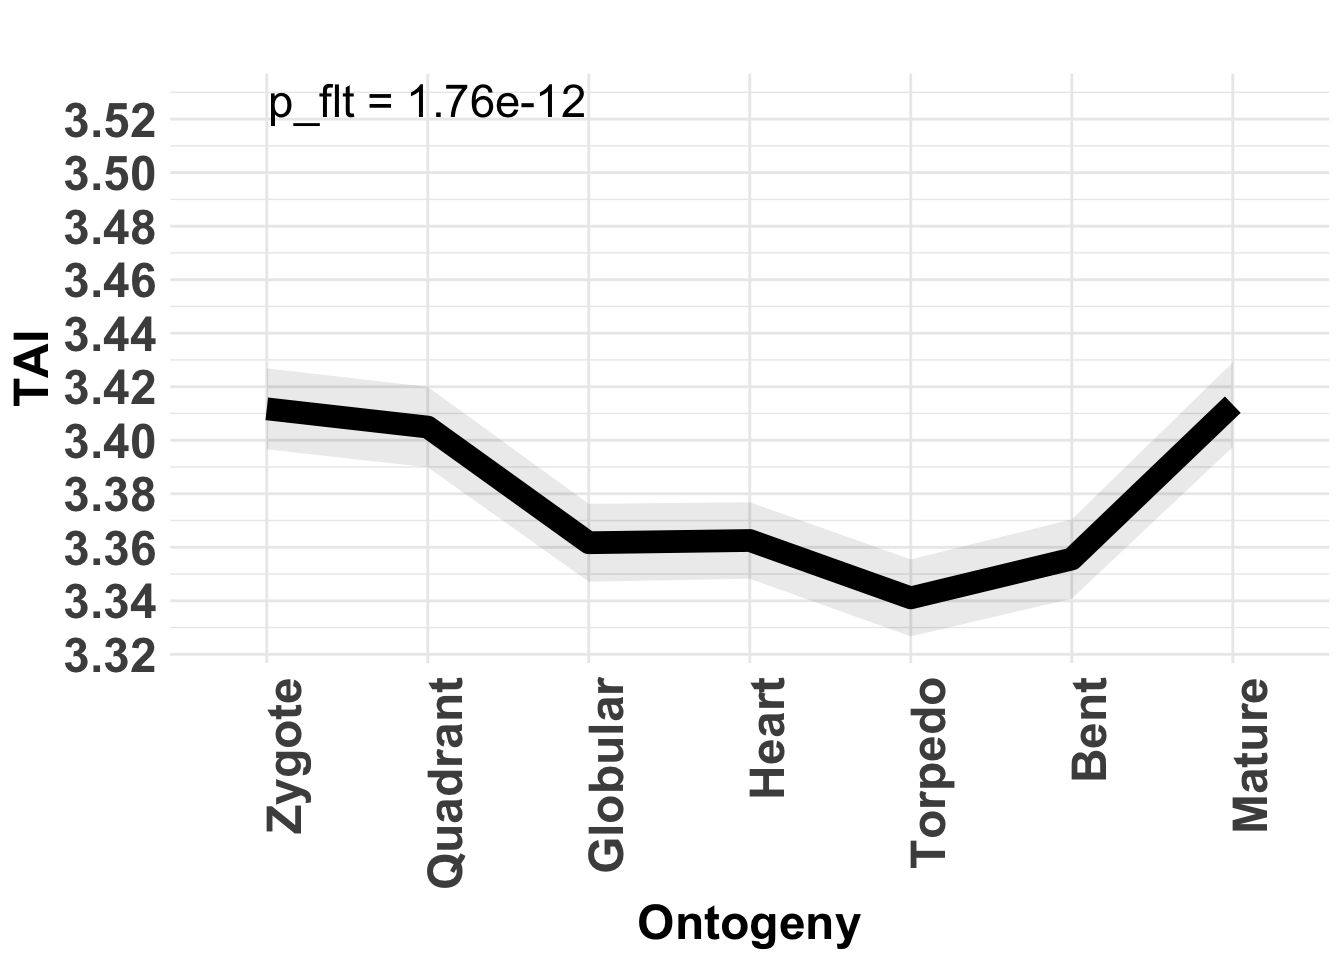 p_flt = 1.76e-12
TAI
3.52
3.50
3.48
3.46
3.44
3.42
3.40
3.38
3.36
3.34
3.32
Zygote
Quadrant
Globular
Heart
Torpedo
Bent
Mature
Ontogeny